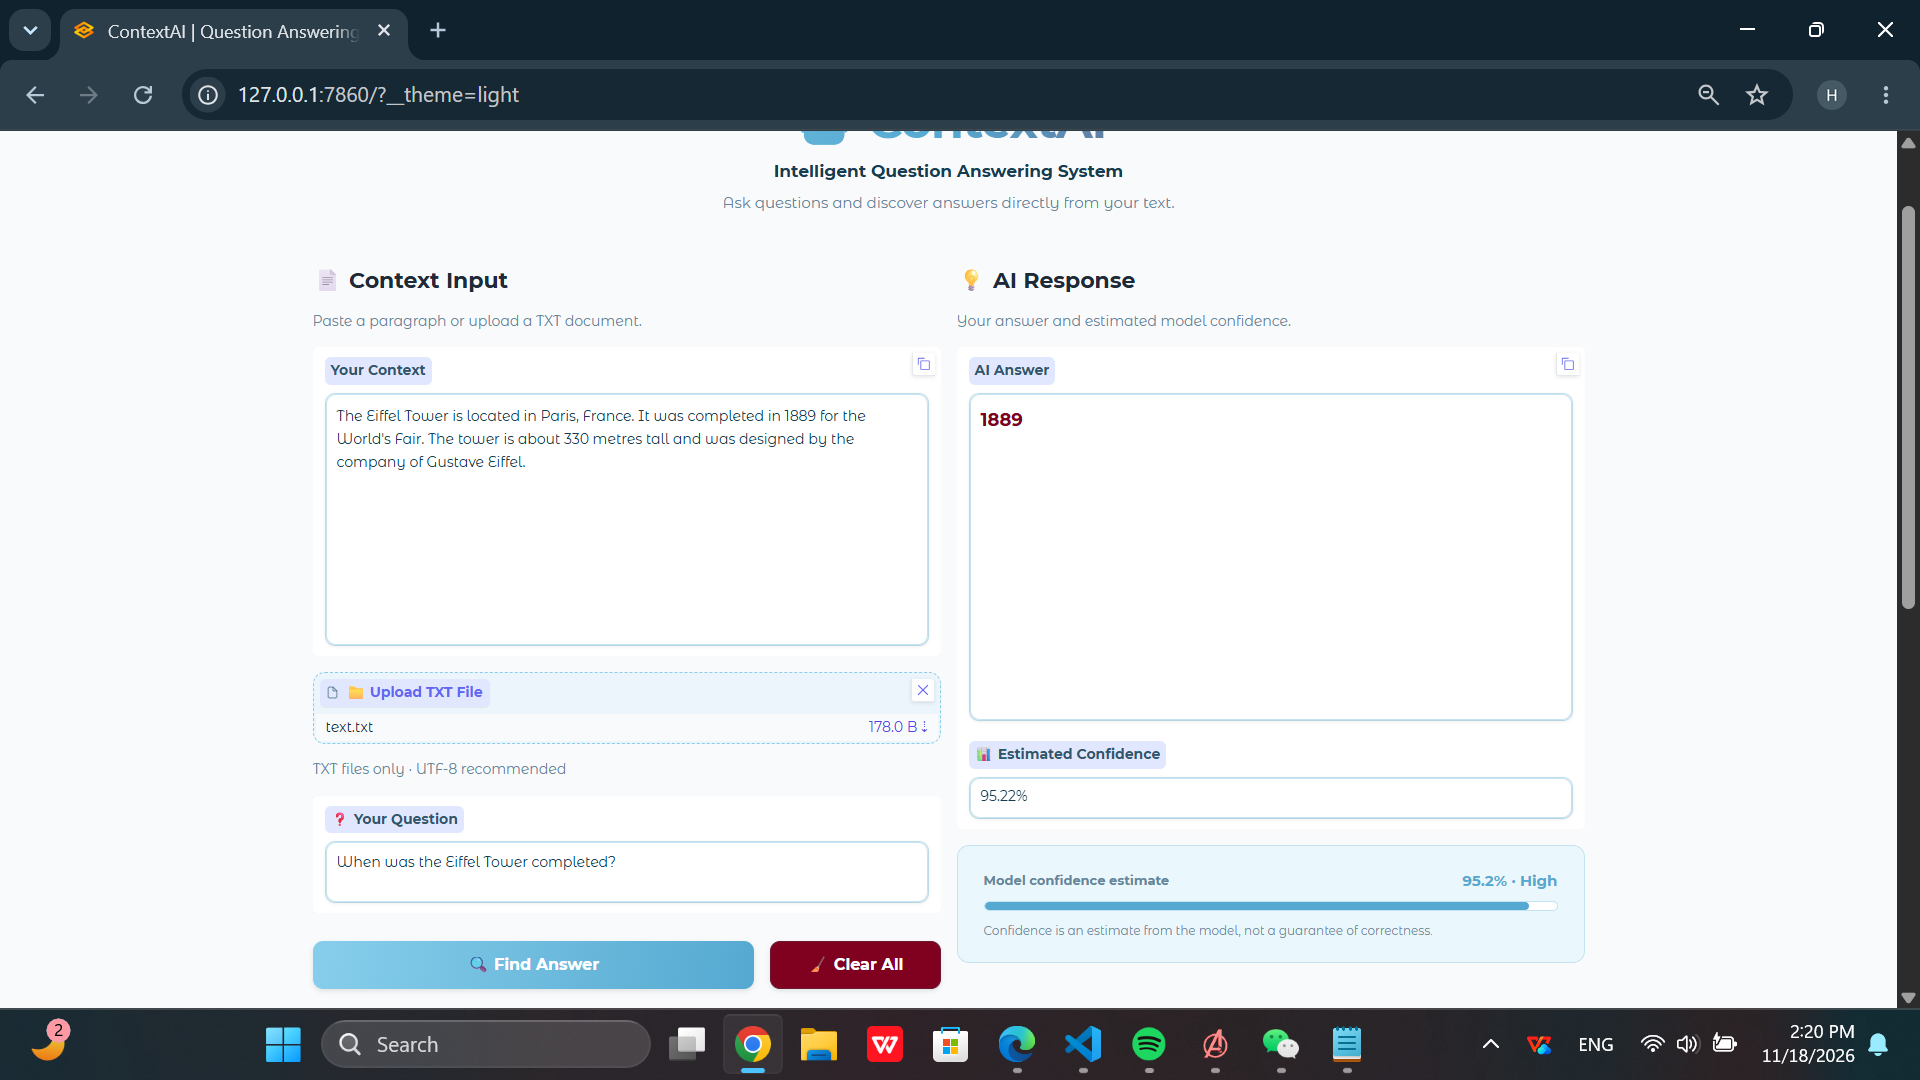 ContextAI | Question Answering
127.0.0.1:7860/?__theme=light
H
ContextAI
Intelligent Question Answering System
Ask questions and discover answers directly from your text.
Context Input
Paste a paragraph or upload a TXT document.
Your Context
The Eiffel Tower is located in Paris, France. It was completed in 1889 for the
World's Fair. The tower is about 330 metres tall and was designed by the
company of Gustave Eiffel.
Upload TXT File
text.txt 178.0 B ↓
TXT files only · UTF-8 recommended
Your Question
When was the Eiffel Tower completed?
Find Answer
Clear All
AI Response
Your answer and estimated model confidence.
AI Answer
1889
Estimated Confidence
95.22%
Model confidence estimate 95.2% · High
Confidence is an estimate from the model, not a guarantee of correctness.
2
Search
ENG
2:20 PM
11/18/2026